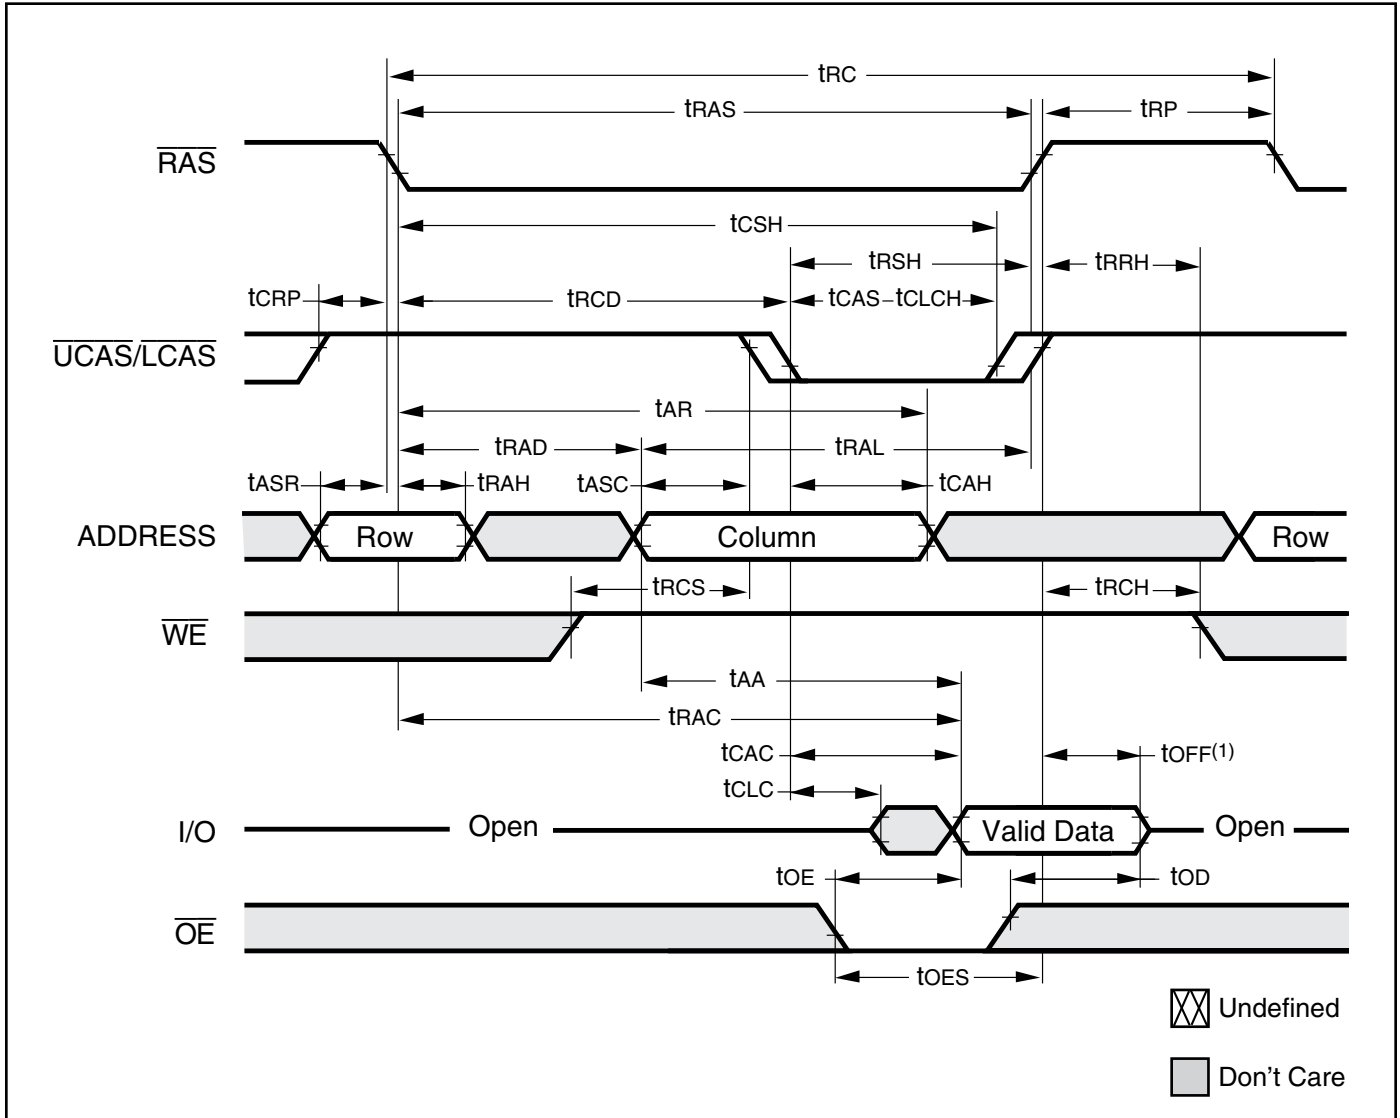 tRC
tRAS tRP
RAS
tCSH
tRSH tRRH
tCRP tRCD tCAS tCLCH
UCAS/LCAS
tAR
tRAD tRAL
tASR tRAH tASC tCAH
ADDRESS Row Column Row
tRCS tRCH
WE
tAA
tRAC
tCAC tOFF(1)
tCLC
I/O Open Valid Data Open
tOE tOD
OE
tOES
Undefined
Don't Care